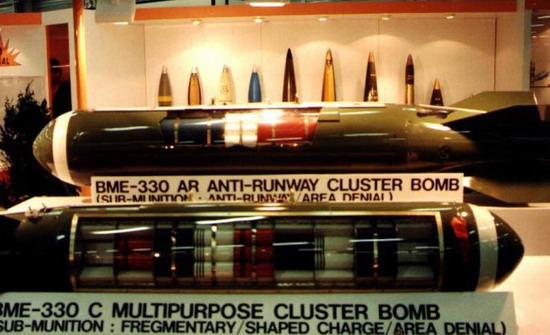 BME-330 AR ANTI-RUNWAY CLUSTER BOMB
(SUB-MUNITION : ANTI-RUNWAY/AREA DENIAL)
BME-330 C MULTIPURPOSE CLUSTER BOMB
SUB-MUNITION : FREGMENTARY/SHAPED CHARGE/AREA DENIAL)